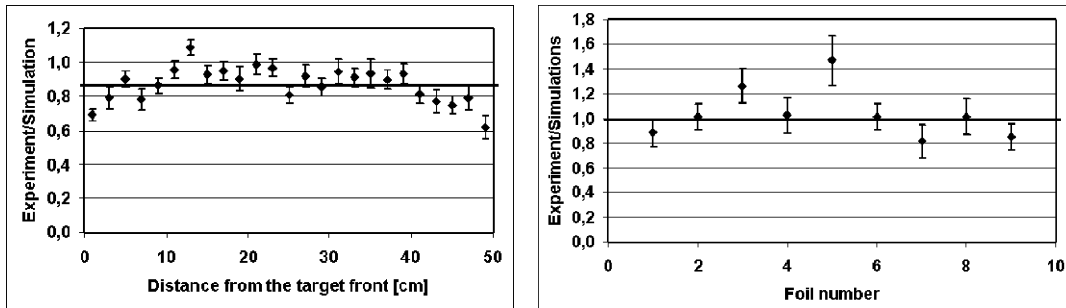 Experiment/Simulation
1,2
1,0
0,8
0,6
0,4
0,2
0,0
0 10 20 30 40 50
Distance from the target front [cm]
Experiment/Simulations
1,8
1,6
1,4
1,2
1,0
0,8
0,6
0,4
0,2
0,0
0 2 4 6 8 10
Foil number